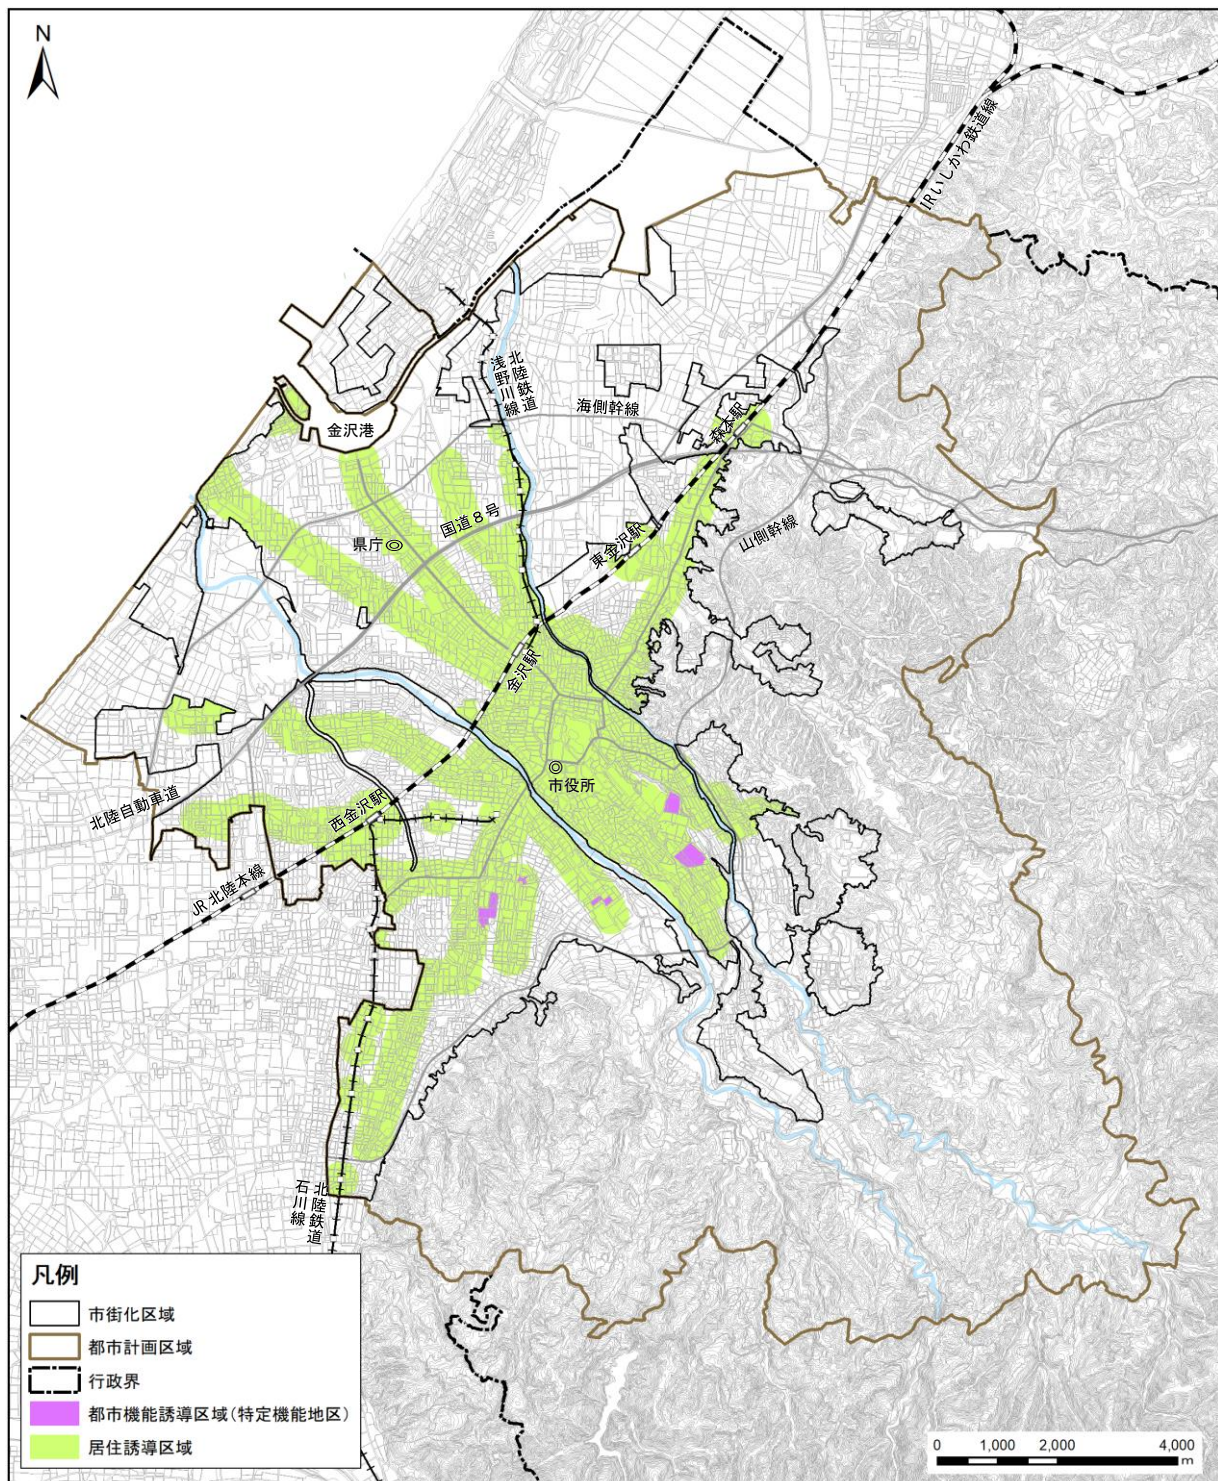 N
IRいしかわ鉄道線
北陸鉄道
浅野川線
海側幹線
森本駅
金沢港
国道8号
県庁
東金沢駅
山側幹線
金沢駅
市役所
北陸自動車道
西金沢駅
JR北陸本線
北陸鉄道
石川線
凡例
市街化区域
都市計画区域
行政界
都市機能誘導区域(特定機能地区)
居住誘導区域
0 1,000 2,000 4,000
m